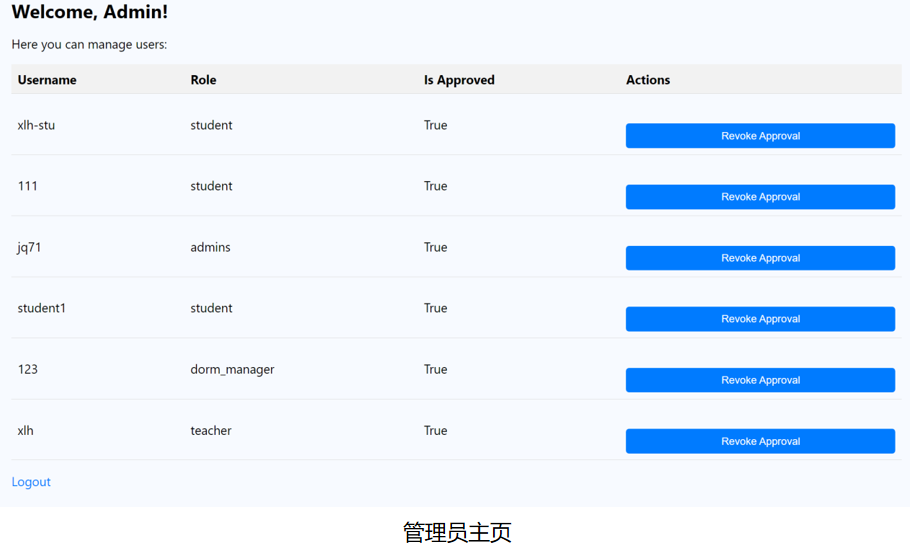 Welcome, Admin!
Here you can manage users:
Username Role Is Approved Actions
xlh-stu student True Revoke Approval
111 student True Revoke Approval
jq71 admins True Revoke Approval
student1 student True Revoke Approval
123 dorm_manager True Revoke Approval
xlh teacher True Revoke Approval
Logout
管理员主页